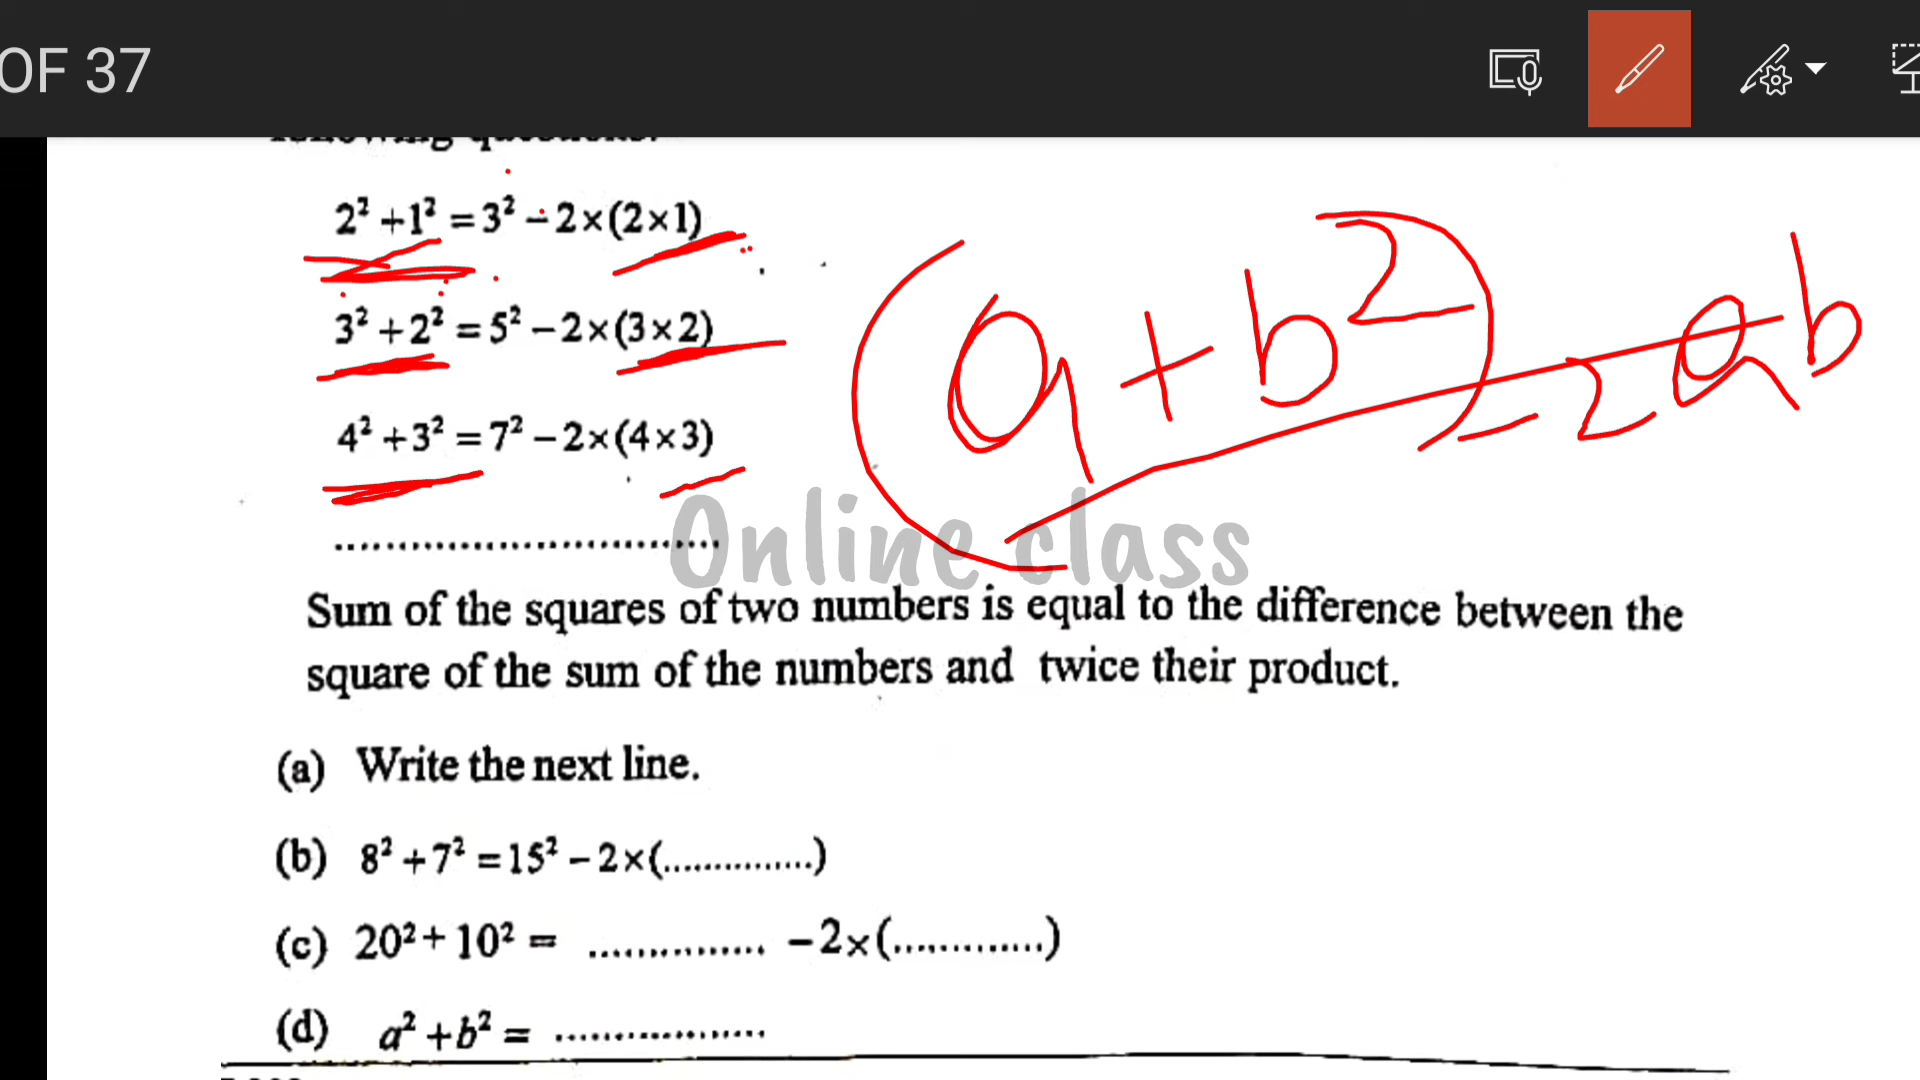 OF 37
following questions.
2² + 1² = 3² – 2×(2×1)
3² + 2² = 5² – 2×(3×2)
4² + 3² = 7² – 2×(4×3)
(a + b²) – 2ab
..............................
Online class
Sum of the squares of two numbers is equal to the difference between the
square of the sum of the numbers and twice their product.
(a) Write the next line.
(b) 8² + 7² = 15² – 2×(...............)
(c) 20² + 10² = .............. – 2×(.............)
(d) a² + b² = ..................